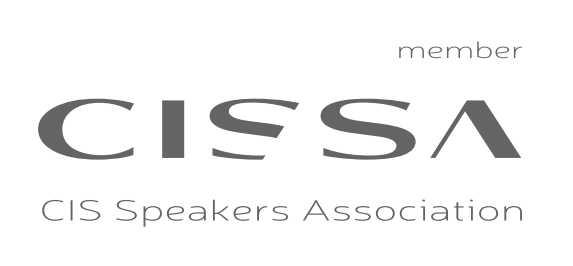 member
CISSA
CIS Speakers Association